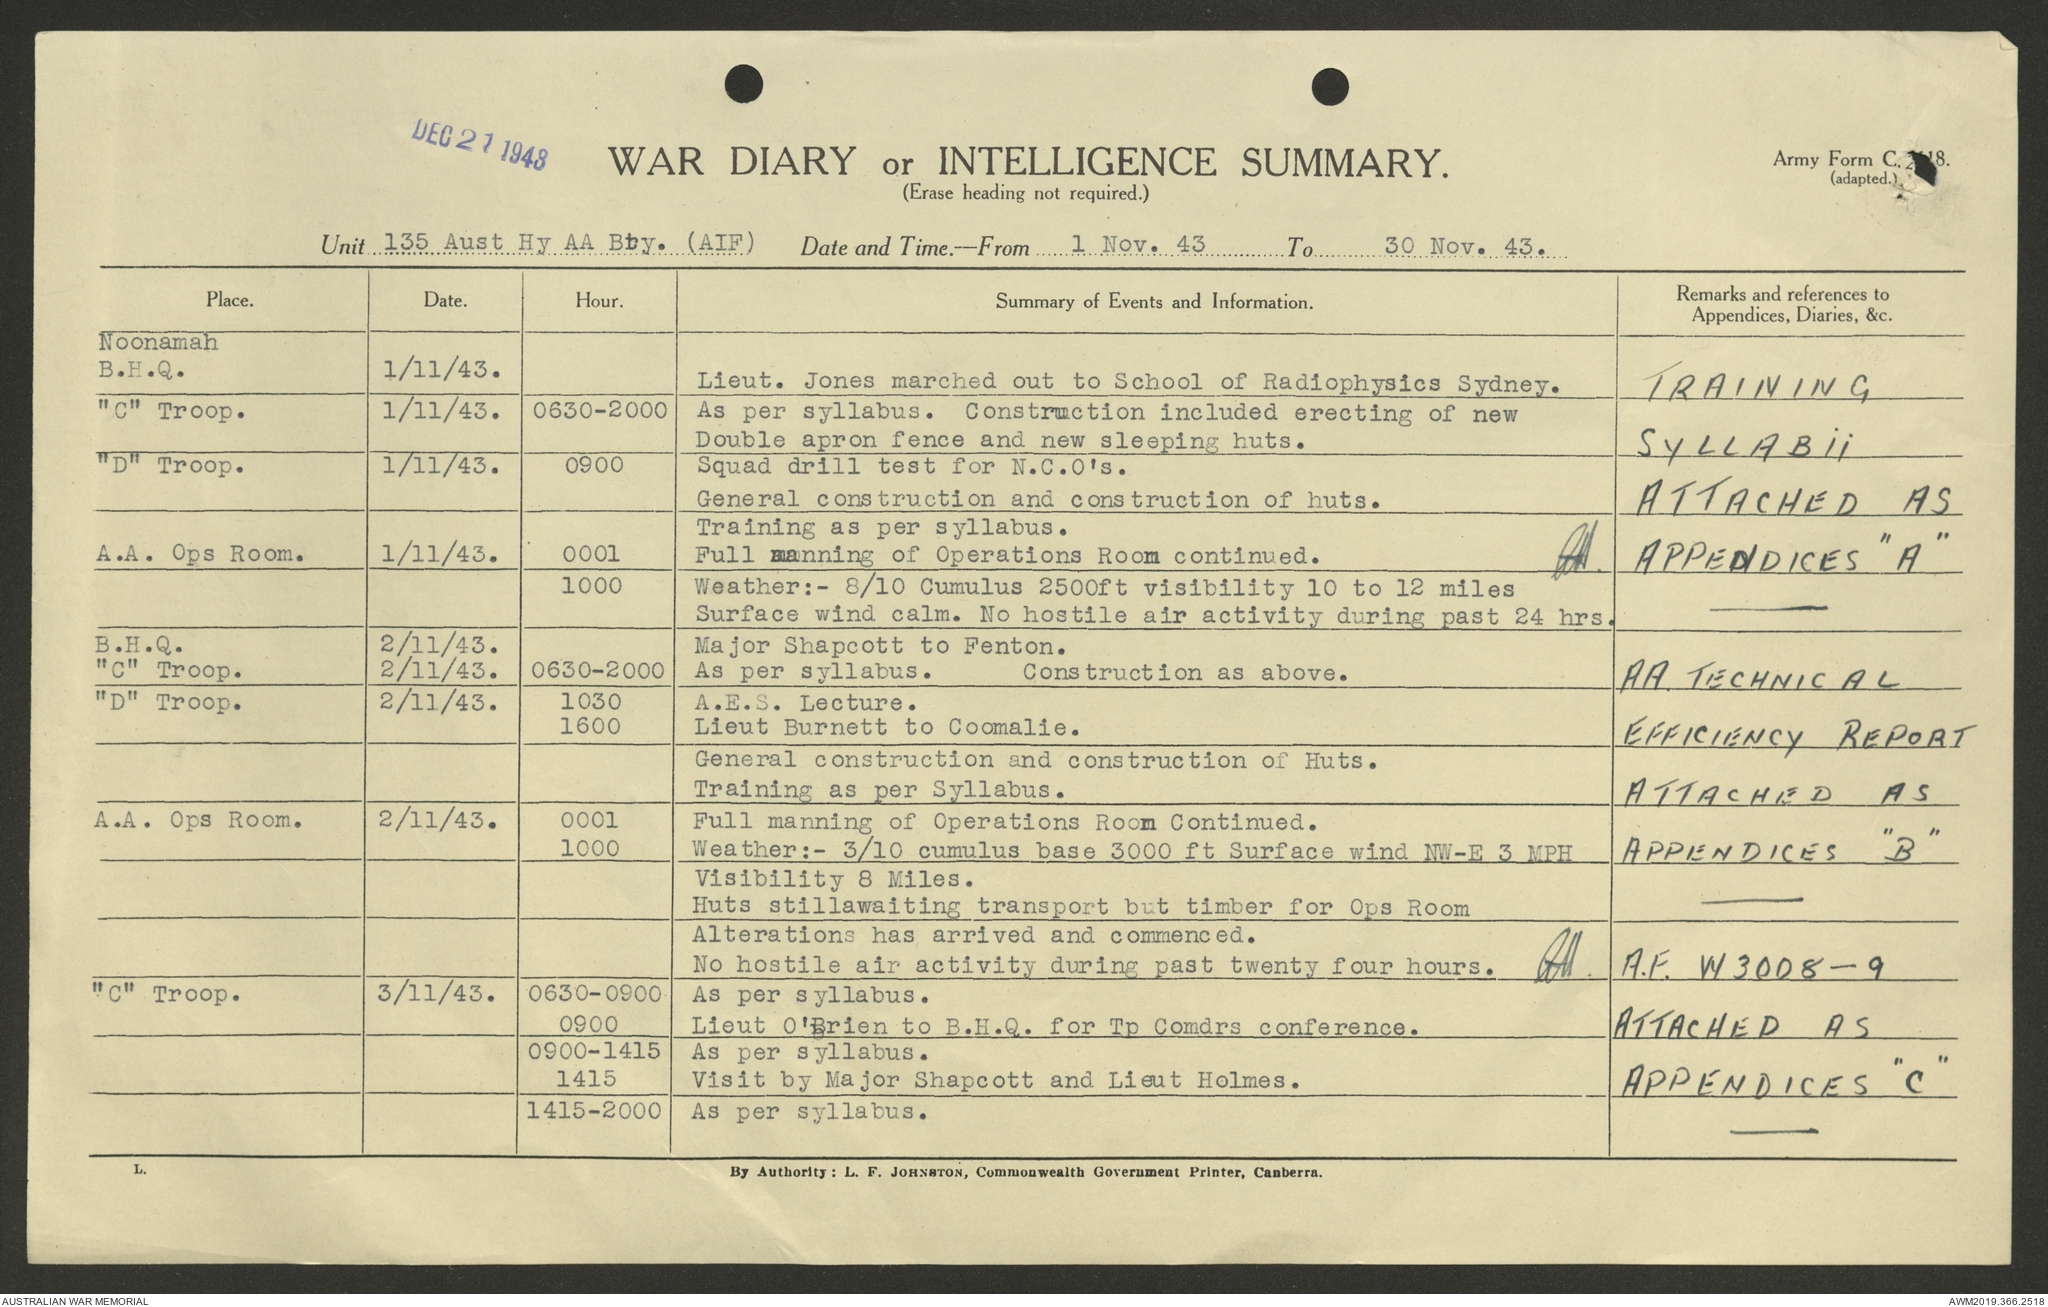 DEC 27 1943
WAR DIARY or INTELLIGENCE SUMMARY.
(Erase heading not required.)
Army Form C. 18.
(adapted.)
Unit 135 Aust Hy AA Bty. (AIF) Date and Time.—From 1 Nov. 43 To 30 Nov. 43.
Place. Date. Hour. Summary of Events and Information. Remarks and references to Appendices, Diaries, &c.
Noonamah
B.H.Q. 1/11/43. Lieut. Jones marched out to School of Radiophysics Sydney. TRAINING
"C" Troop. 1/11/43. 0630-2000 As per syllabus. Construction included erecting of new
Double apron fence and new sleeping huts. SYLLABii
"D" Troop. 1/11/43. 0900 Squad drill test for N.C.O's.
General construction and construction of huts. ATTACHED AS
Training as per syllabus.
A.A. Ops Room. 1/11/43. 0001 Full manning of Operations Room continued. APPENDICES "A"
1000 Weather:- 8/10 Cumulus 2500ft visibility 10 to 12 miles
Surface wind calm. No hostile air activity during past 24 hrs.
B.H.Q. 2/11/43. Major Shapcott to Fenton.
"C" Troop. 2/11/43. 0630-2000 As per syllabus. Construction as above. AA. TECHNICAL
"D" Troop. 2/11/43. 1030 A.E.S. Lecture.
1600 Lieut Burnett to Coomalie. EFFICIENCY REPORT
General construction and construction of Huts.
Training as per Syllabus. ATTACHED AS
A.A. Ops Room. 2/11/43. 0001 Full manning of Operations Room Continued.
1000 Weather:- 3/10 cumulus base 3000 ft Surface wind NW-E 3 MPH APPENDICES "B"
Visibility 8 Miles.
Huts stillawaiting transport but timber for Ops Room
Alterations has arrived and commenced.
No hostile air activity during past twenty four hours. A.F. W3008-9
"C" Troop. 3/11/43. 0630-0900 As per syllabus.
0900 Lieut O'Brien to B.H.Q. for Tp Comdrs conference. ATTACHED AS
0900-1415 As per syllabus.
1415 Visit by Major Shapcott and Lieut Holmes. APPENDICES "C"
1415-2000 As per syllabus.
L.
By Authority: L. F. JOHNSTON, Commonwealth Government Printer, Canberra.
AUSTRALIAN WAR MEMORIAL
AWM2019.366.2518